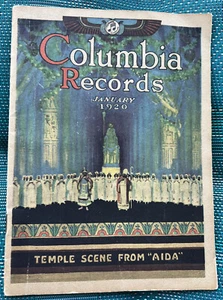 Columbia
Records
JANUARY
1920
TEMPLE SCENE FROM "AIDA"